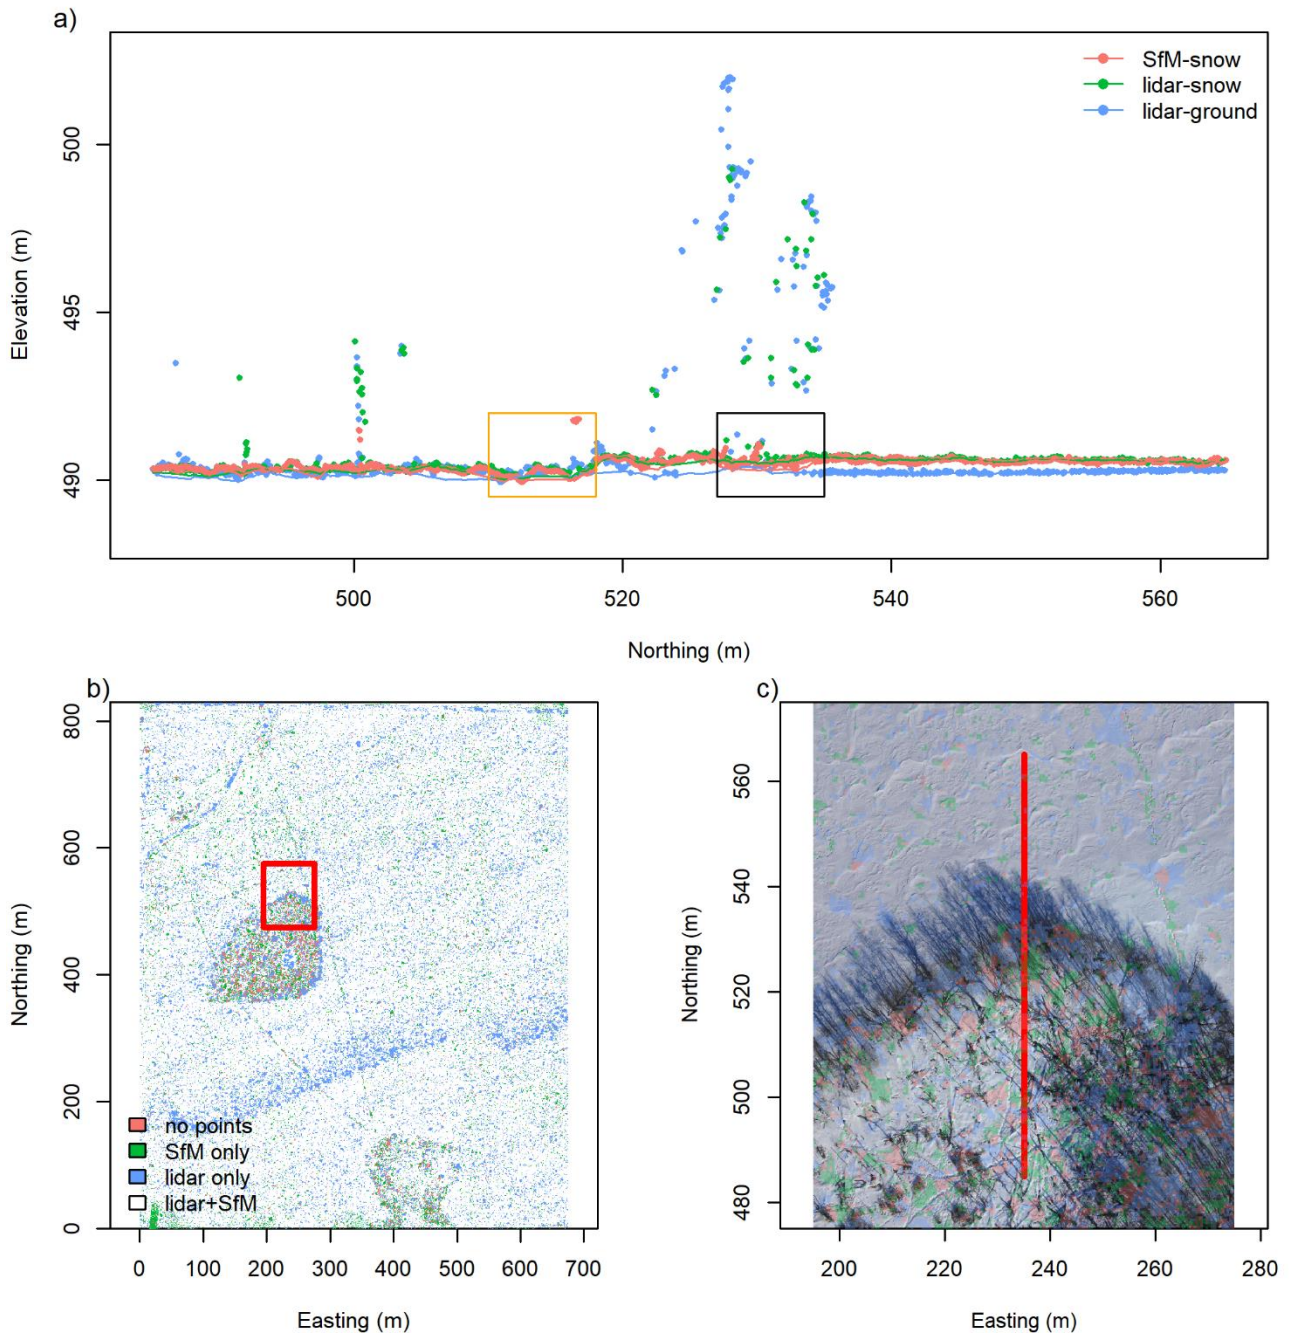 a)
SfM-snow
lidar-snow
lidar-ground
Elevation (m)
500
495
490
500 520 540 560
Northing (m)
b)
800
600
400
200
0
Northing (m)
no points
SfM only
lidar only
lidar+SfM
0 100 200 300 400 500 600 700
Easting (m)
c)
560
540
520
500
480
Northing (m)
200 220 240 260 280
Easting (m)